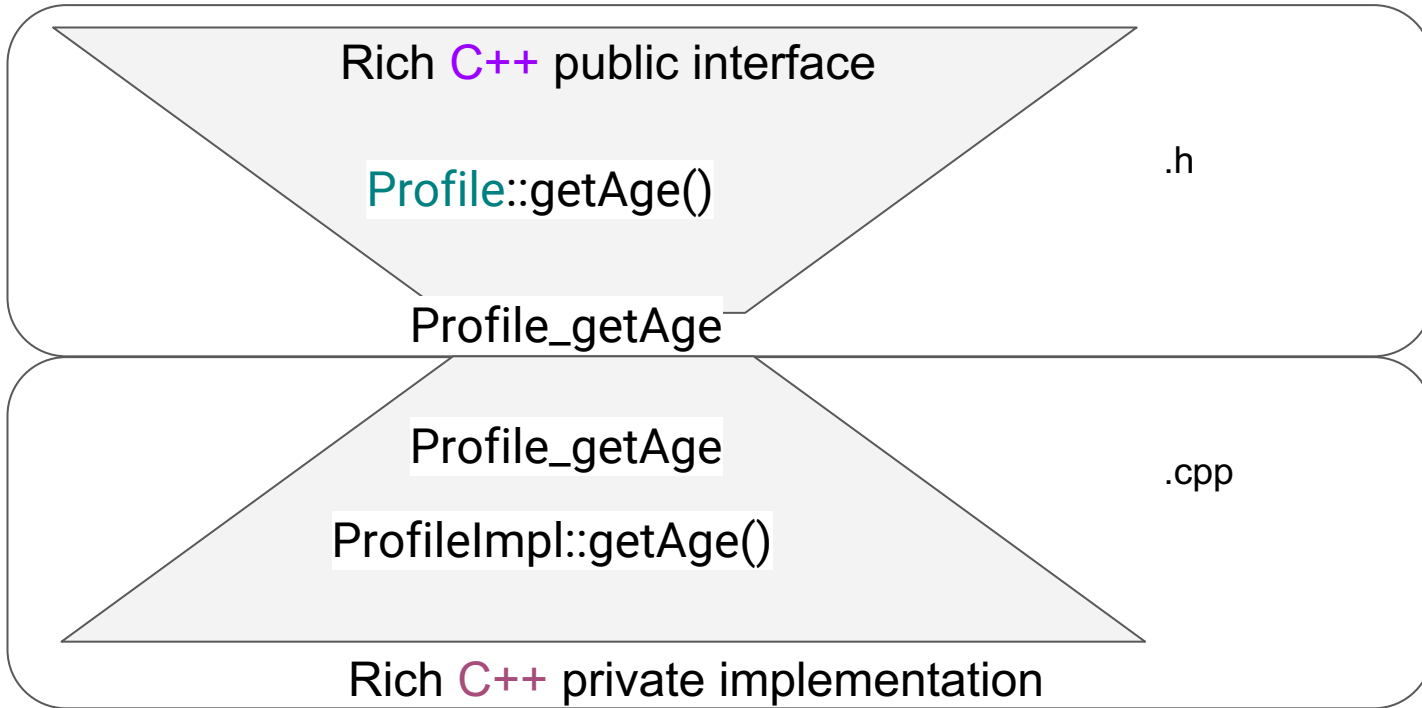 Rich C++ public interface
Profile::getAge()
.h
Profile_getAge
Profile_getAge
.cpp
ProfileImpl::getAge()
Rich C++ private implementation